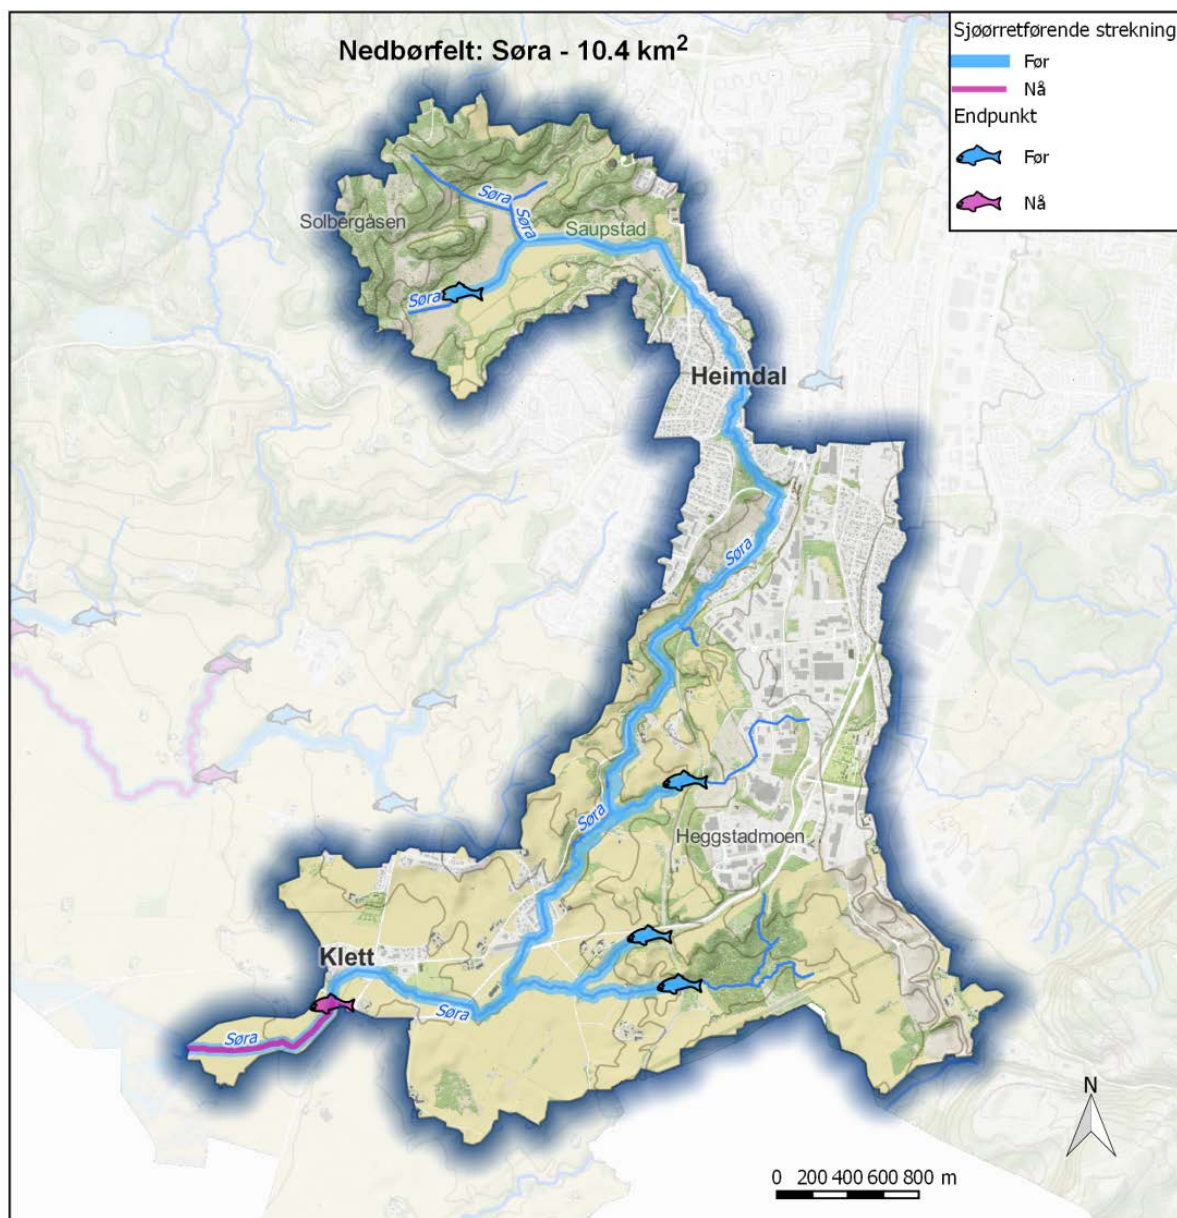 Nedbørfelt: Søra - 10.4 km²
Sjøørretførende strekning
Før
Nå
Endpunkt
Før
Nå
Søra
Søra
Solbergåsen
Saupstad
Søra
Heimdal
Søra
Søra
Heggstadmoen
Klett
Søra
Søra
N
0 200 400 600 800 m